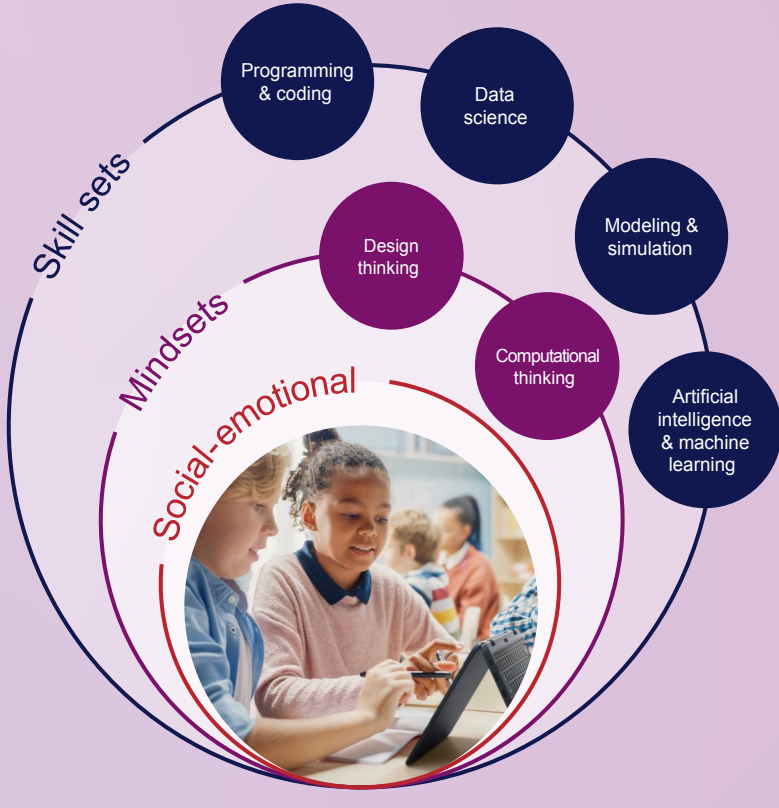 Programming
& coding
Data
science
Modeling &
simulation
Artificial
intelligence
& machine
learning
Skill sets
Design
thinking
Computational
thinking
Mindsets
Social-emotional